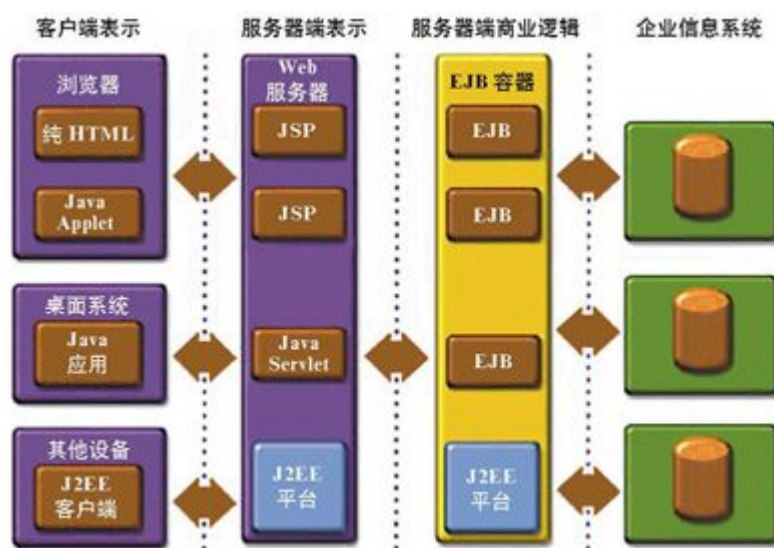 客户端表示
服务器端表示
服务器端商业逻辑
企业信息系统
浏览器
纯 HTML
Java
Applet
桌面系统
Java
应用
其他设备
J2EE
客户端
Web
服务器
JSP
JSP
Java
Servlet
J2EE
平台
EJB 容器
EJB
EJB
EJB
J2EE
平台